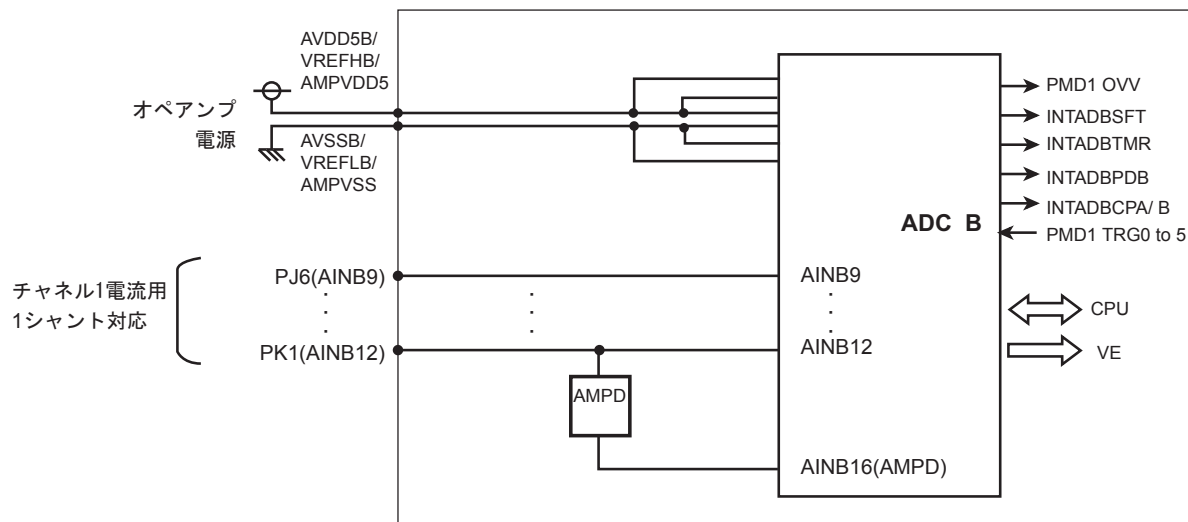 AVDD5B/
VREFHB/
AMPVDD5
オペアンプ
電源
AVSSB/
VREFLB/
AMPVSS
チャネル1電流用
1シャント対応
PJ6(AINB9)
PK1(AINB12)
AMPD
ADC B
AINB9
AINB12
AINB16(AMPD)
PMD1 OVV
INTADBSFT
INTADBTMR
INTADBPDB
INTADBCPA/ B
PMD1 TRG0 to 5
CPU
VE